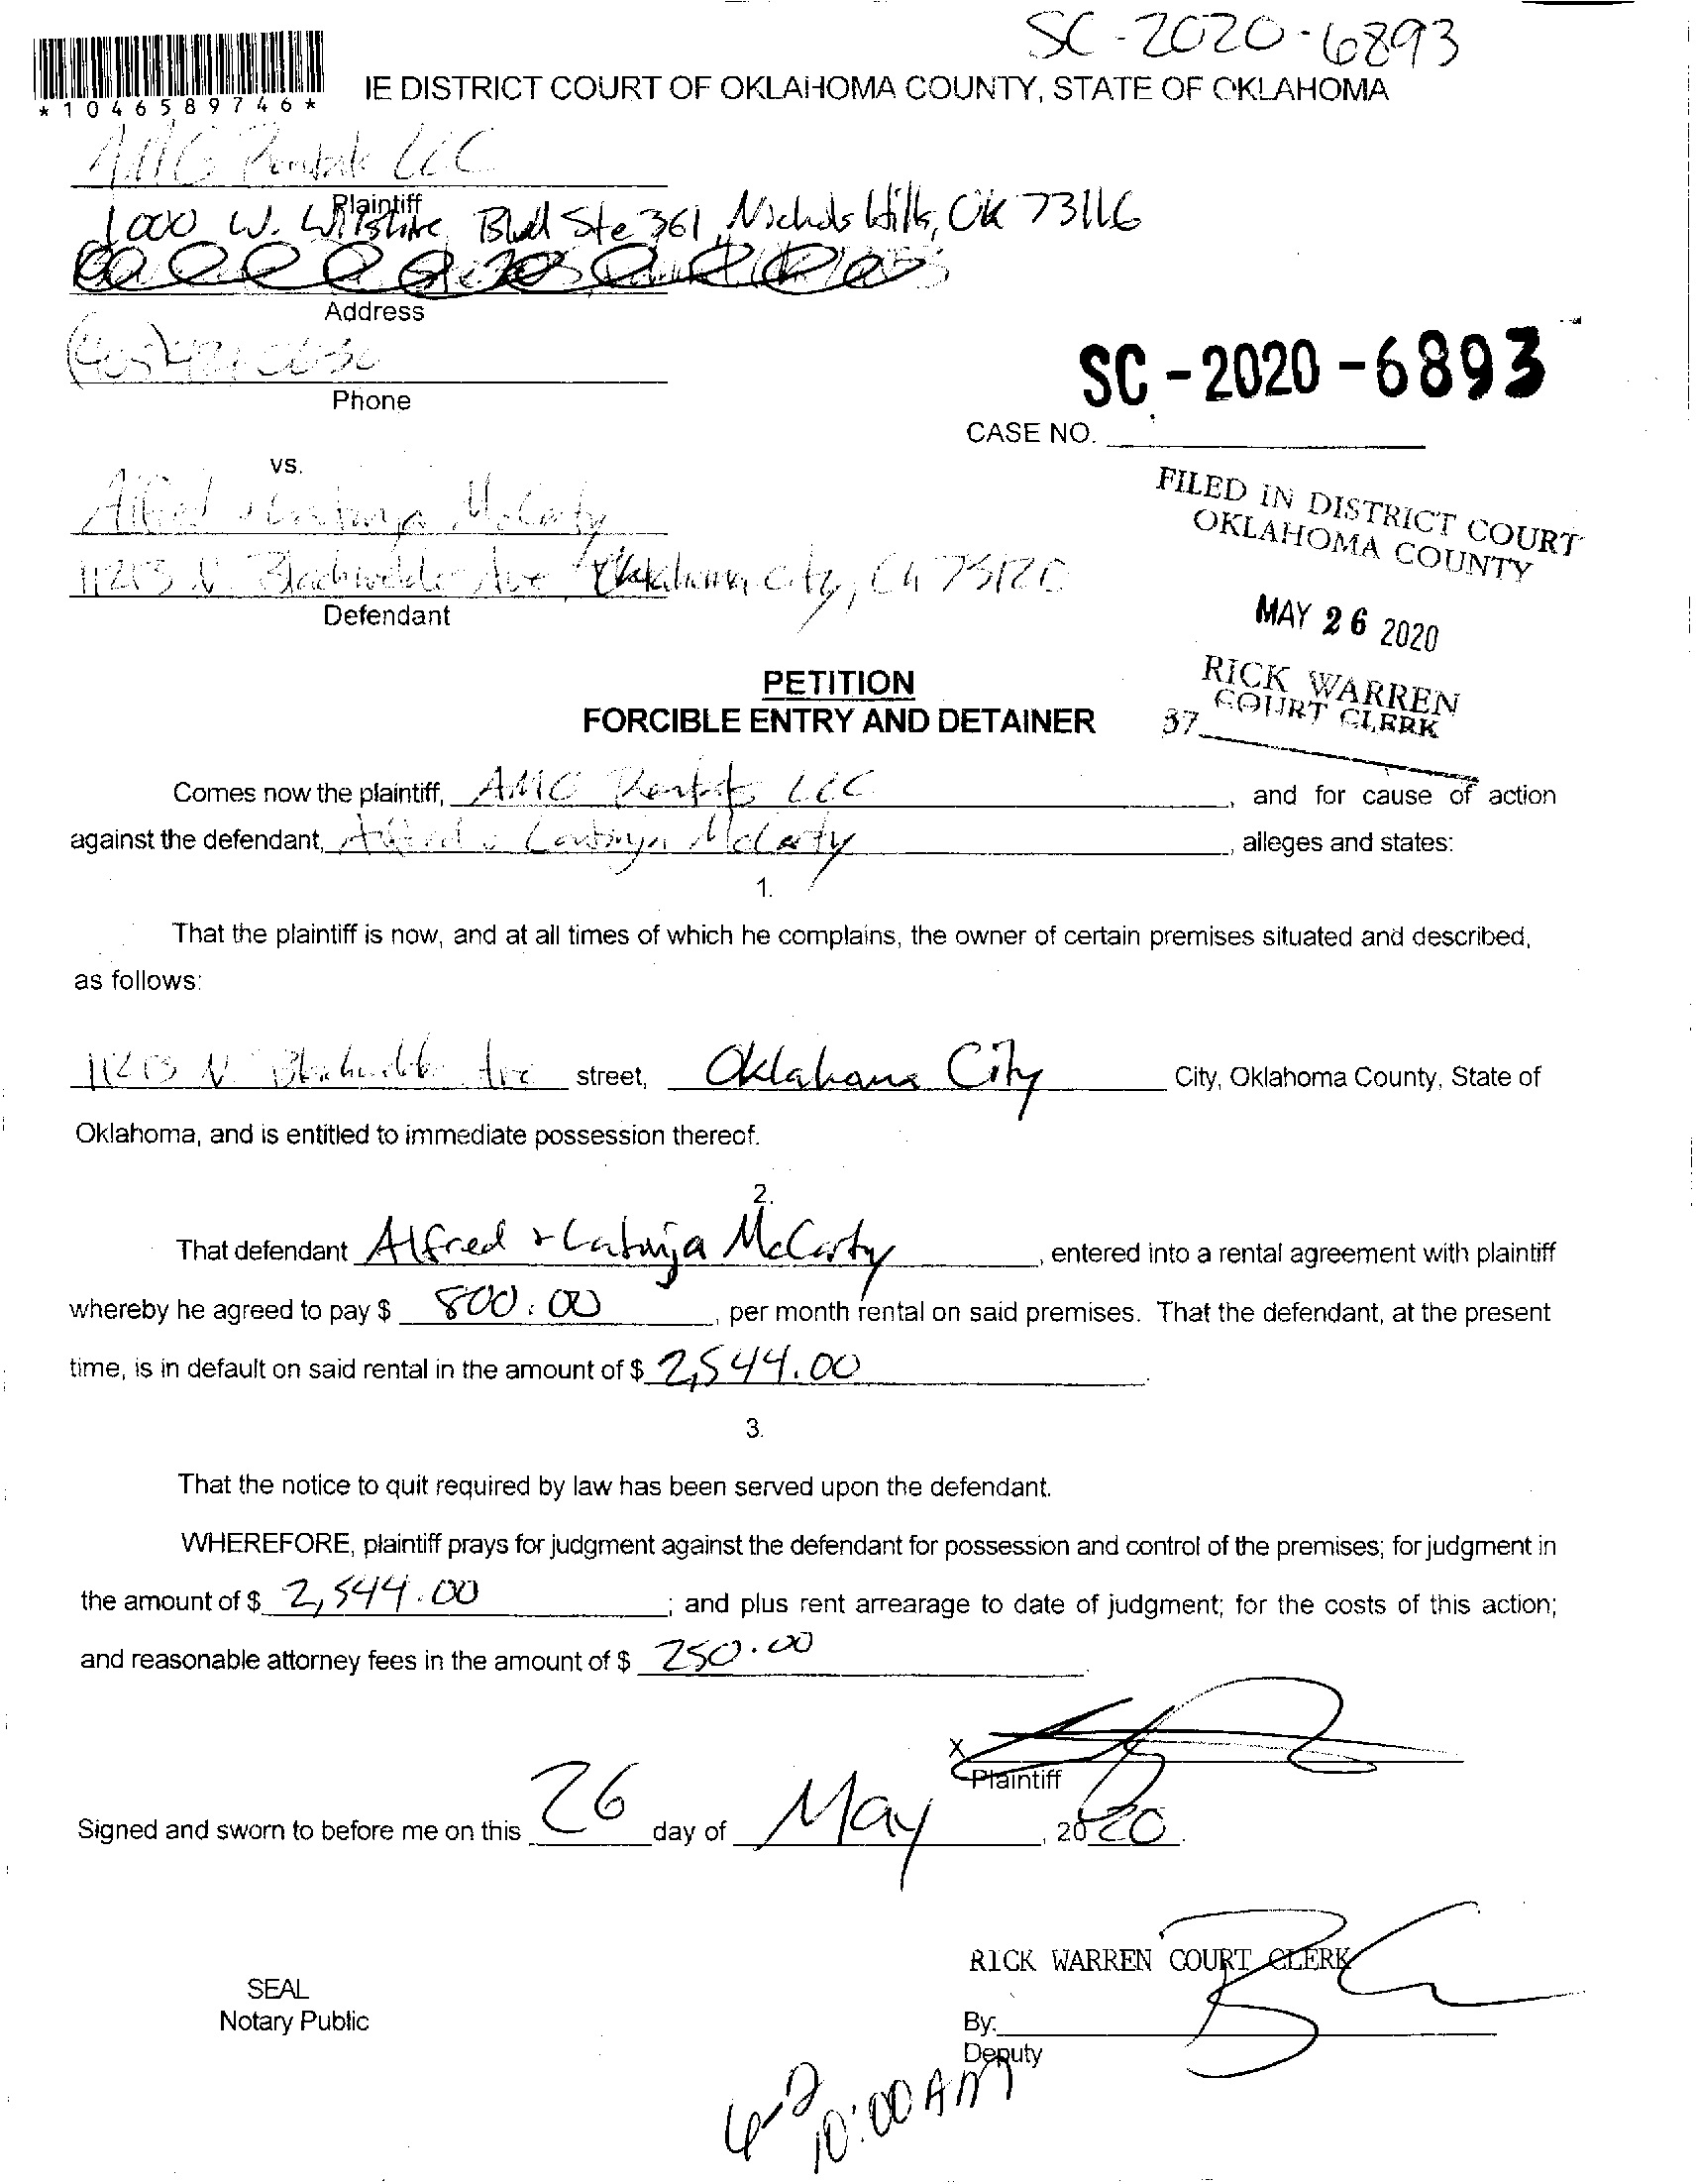 SC-2020-6893
*1046589746*
IE DISTRICT COURT OF OKLAHOMA COUNTY, STATE OF OKLAHOMA
AMG Rentals LLC
Plaintiff
1000 W. Wilshire Blvd Ste 361, Nichols Hills, OK 73116
Address
(405)
Phone
SC-2020-6893
CASE NO.
vs.
Alfred & McCarty
N. Ave Oklahoma City, Ok 73120
Defendant
FILED IN DISTRICT COURT
OKLAHOMA COUNTY
MAY 26 2020
RICK WARREN
COURT CLERK
37
PETITION
FORCIBLE ENTRY AND DETAINER
Comes now the plaintiff, Rentals LLC, and for cause of action
against the defendant, Alfred & McCarty, alleges and states:
1.
That the plaintiff is now, and at all times of which he complains, the owner of certain premises situated and described,
as follows:
N. Ave street, Oklahoma City City, Oklahoma County, State of
Oklahoma, and is entitled to immediate possession thereof.
2.
That defendant Alfred & McCarty, entered into a rental agreement with plaintiff
whereby he agreed to pay $ 800.00, per month rental on said premises. That the defendant, at the present
time, is in default on said rental in the amount of $ 2,544.00.
3.
That the notice to quit required by law has been served upon the defendant.
WHEREFORE, plaintiff prays for judgment against the defendant for possession and control of the premises; for judgment in
the amount of $ 2,544.00; and plus rent arrearage to date of judgment; for the costs of this action;
and reasonable attorney fees in the amount of $ 250.00.
X
Plaintiff
Signed and sworn to before me on this 26 day of May, 2020.
RICK WARREN COURT CLERK
SEAL
Notary Public
By:
Deputy
6-2
10:00 AM